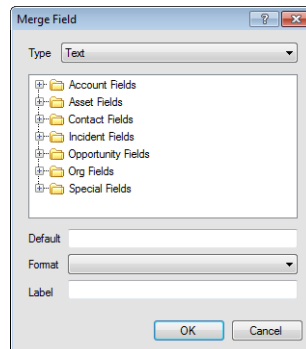 Merge Field
?
Type
Text
Account Fields
Asset Fields
Contact Fields
Incident Fields
Opportunity Fields
Org Fields
Special Fields
Default
Format
Label
OK
Cancel